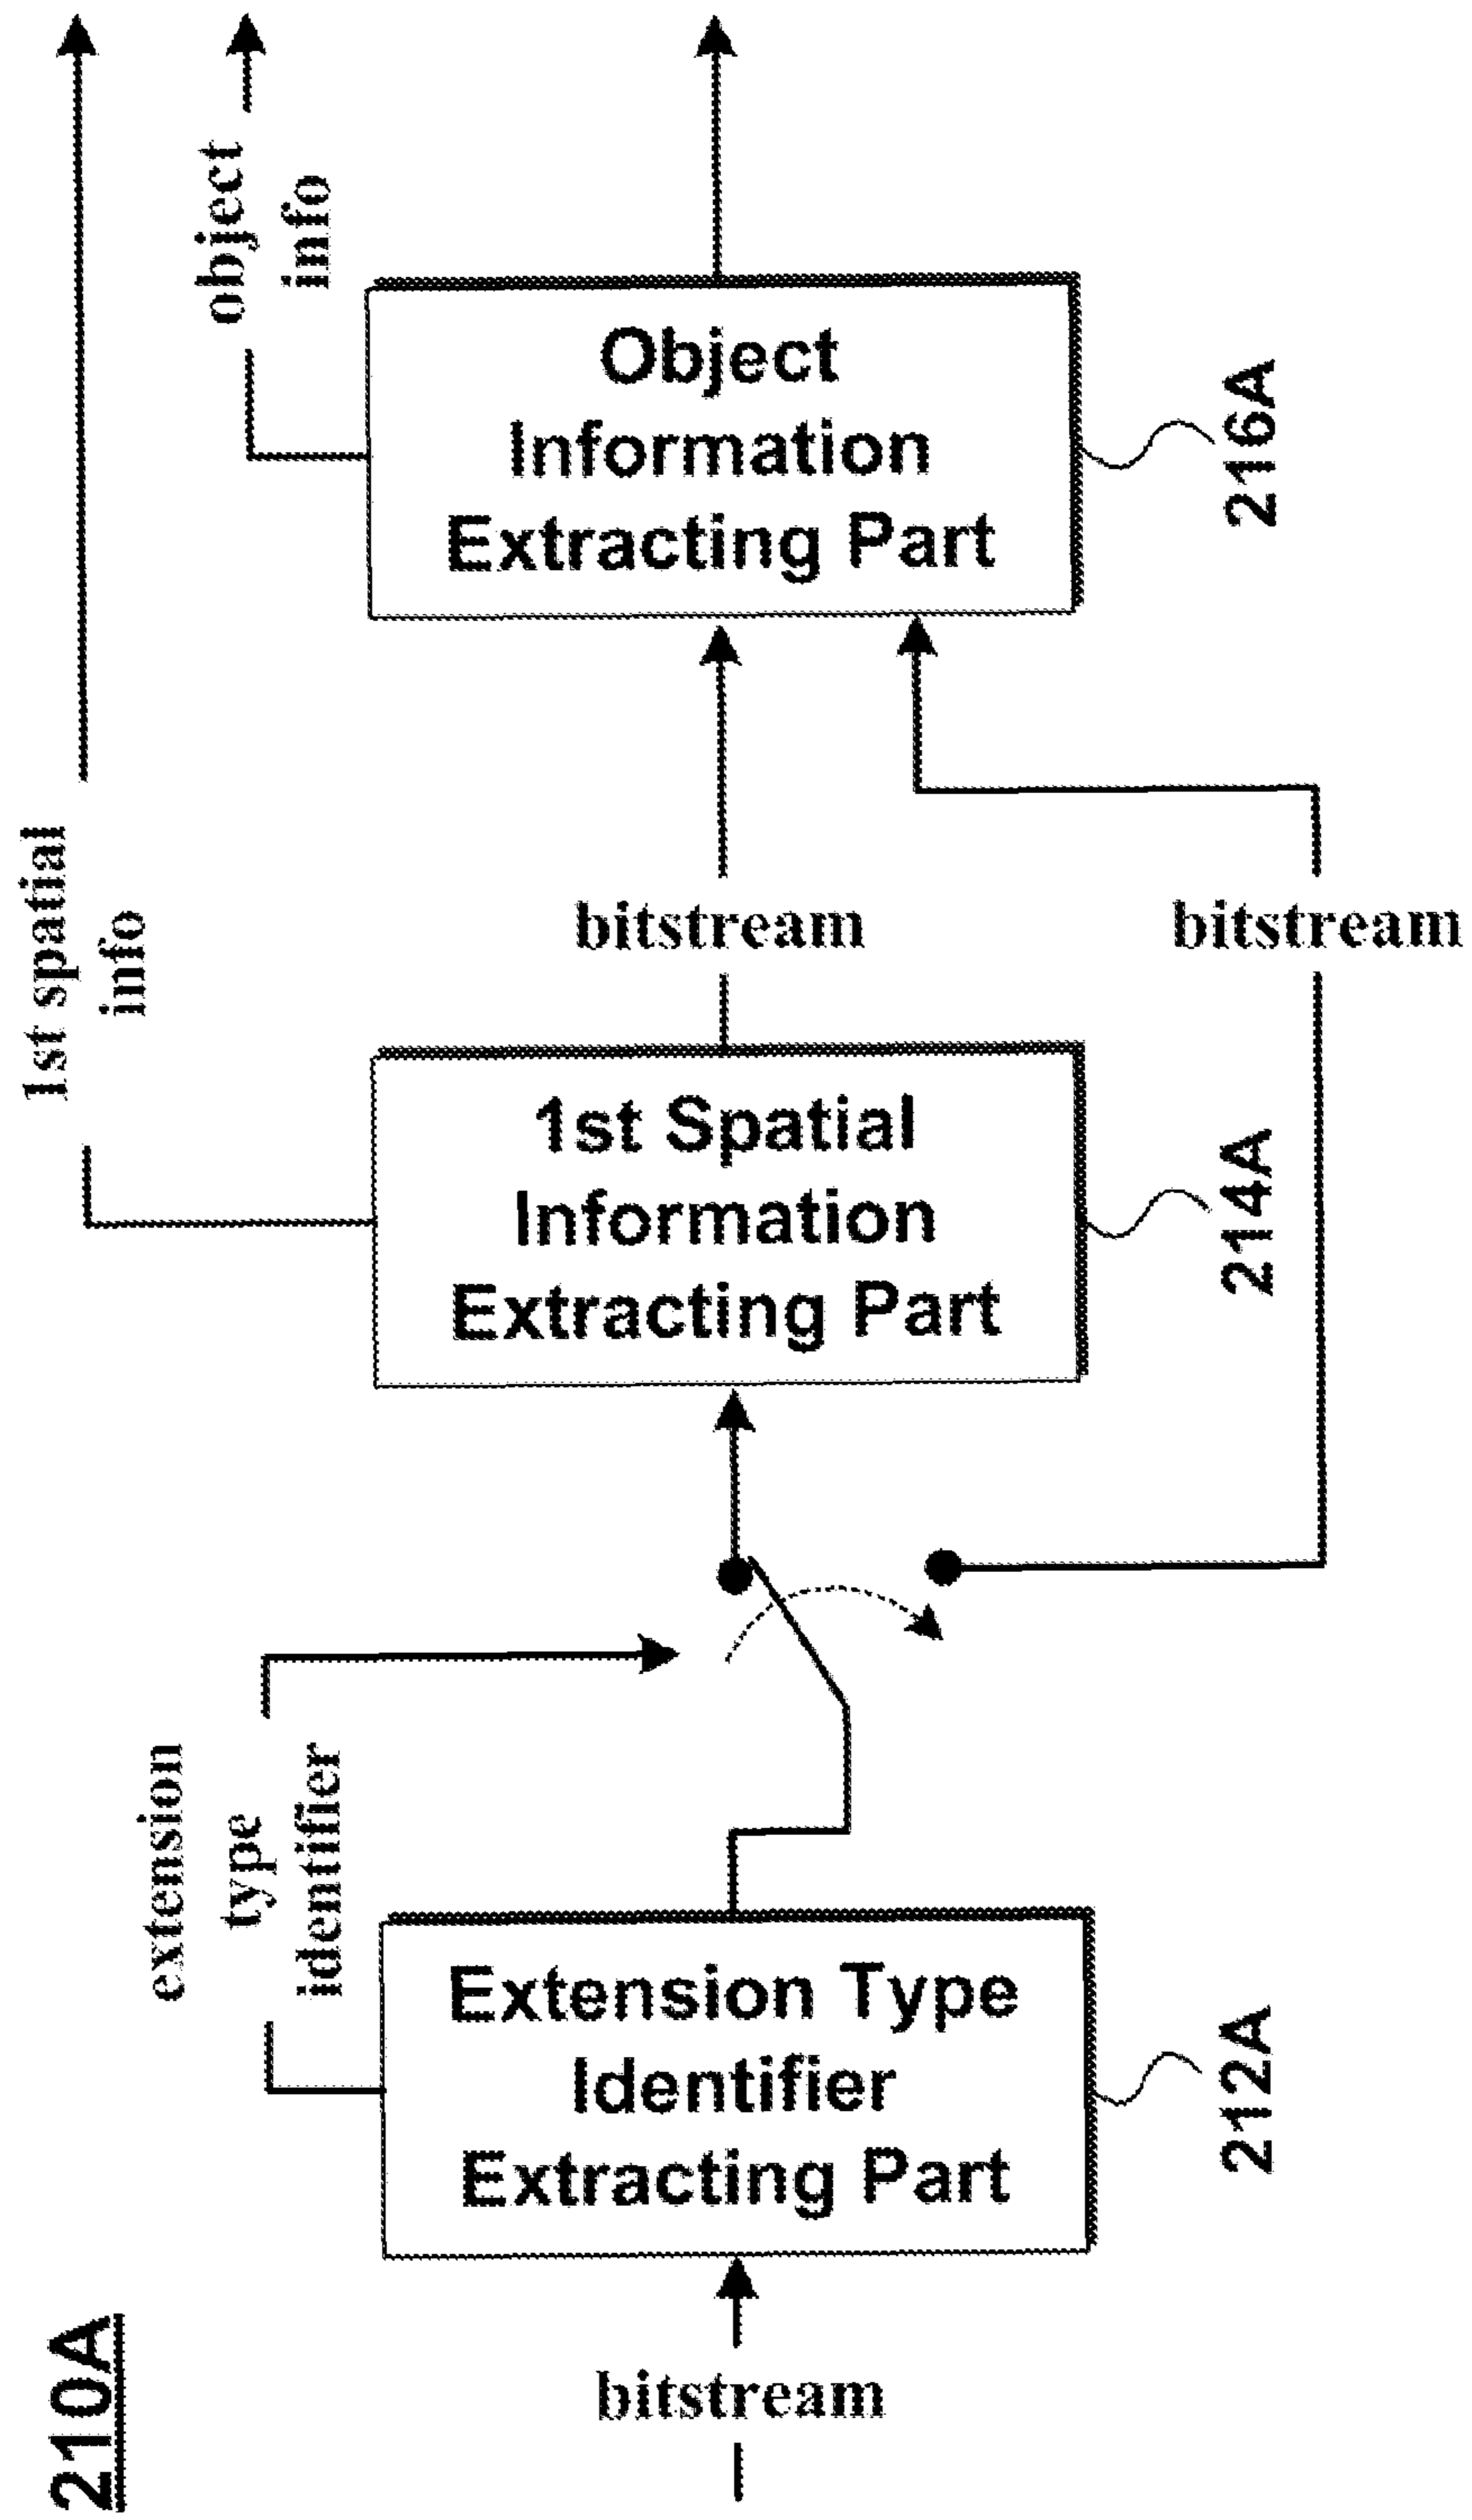 210A
1st spatial
info
object
info
Object
Information
Extracting Part
216A
bitstream
bitstream
1st Spatial
Information
Extracting Part
214A
extension
type
identifier
Extension Type
Identifier
Extracting Part
212A
bitstream